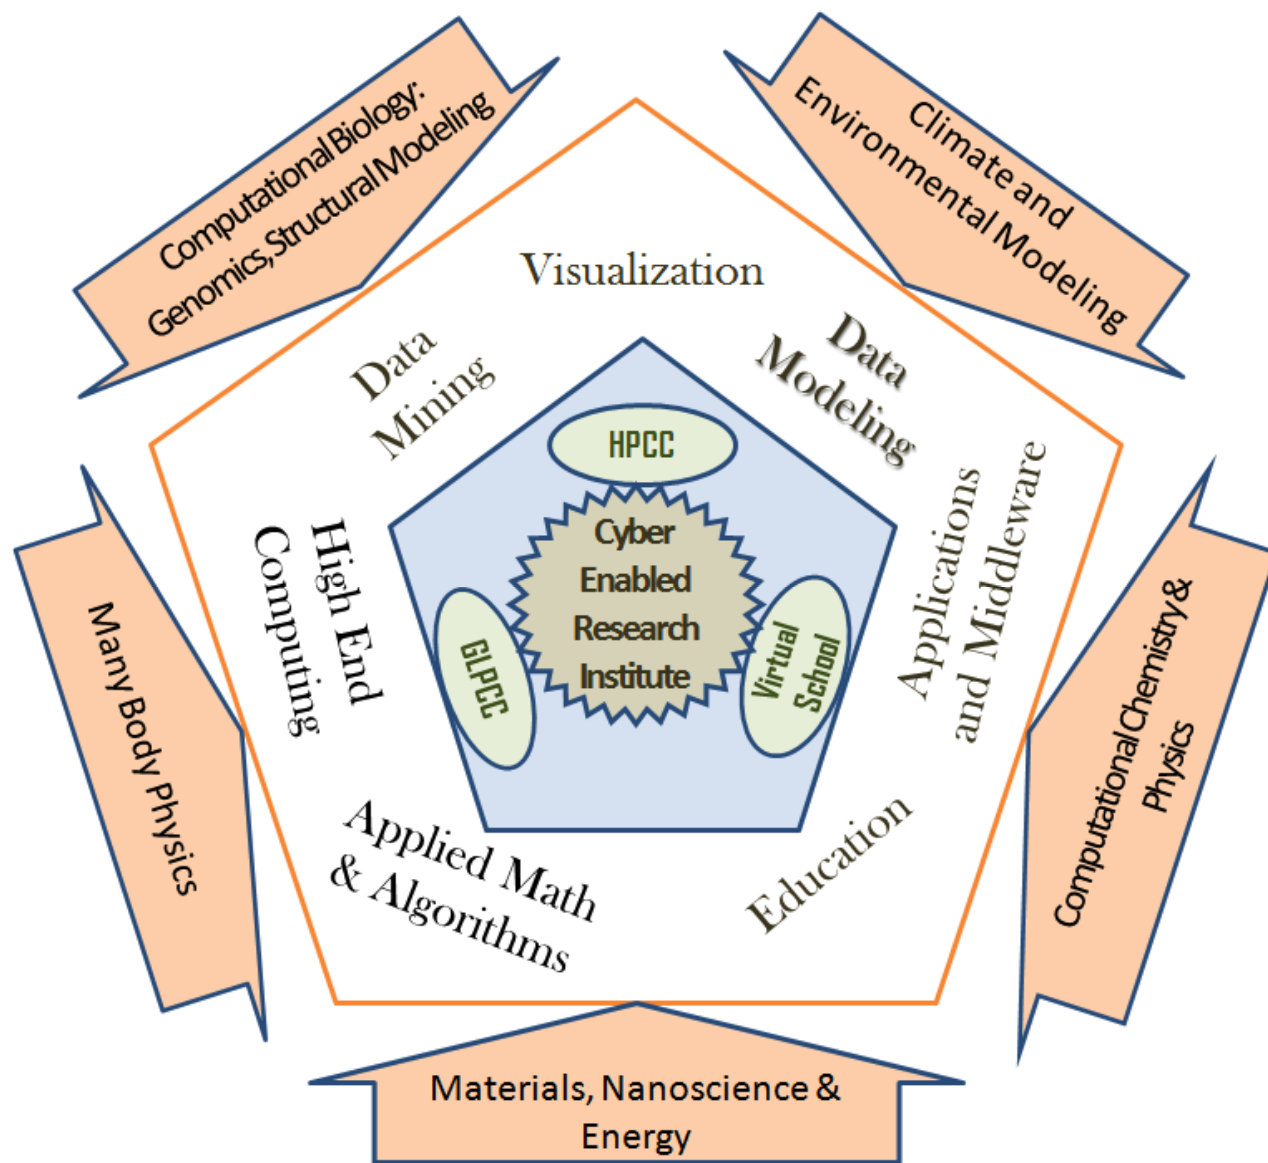 Computational Biology:
Genomics, Structural Modeling
Climate and
Environmental Modeling
Visualization
Data
Mining
Data
Modeling
HPCC
Cyber
Enabled
Research
Institute
GLPCC
Virtual
School
High End
Computing
Applications
and Middleware
Many Body Physics
Computational Chemistry &
Physics
Applied Math
& Algorithms
Education
Materials, Nanoscience &
Energy